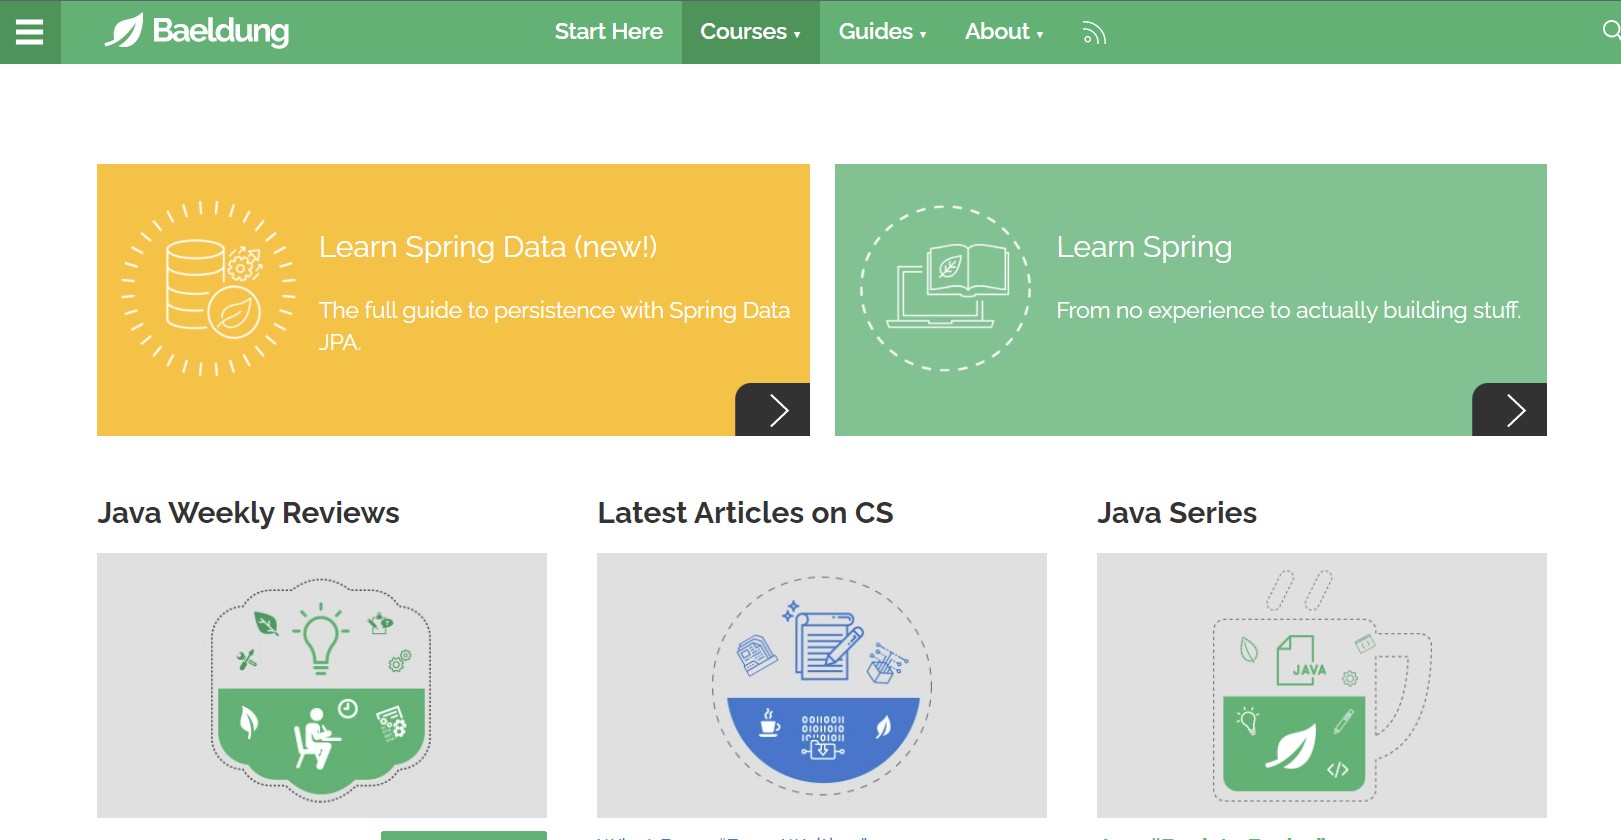 Baeldung
Start Here
Courses ▾
Guides ▾
About ▾
Learn Spring Data (new!)
The full guide to persistence with Spring Data
JPA.
Learn Spring
From no experience to actually building stuff.
Java Weekly Reviews
Latest Articles on CS
Java Series
JAVA
00110011
01011010